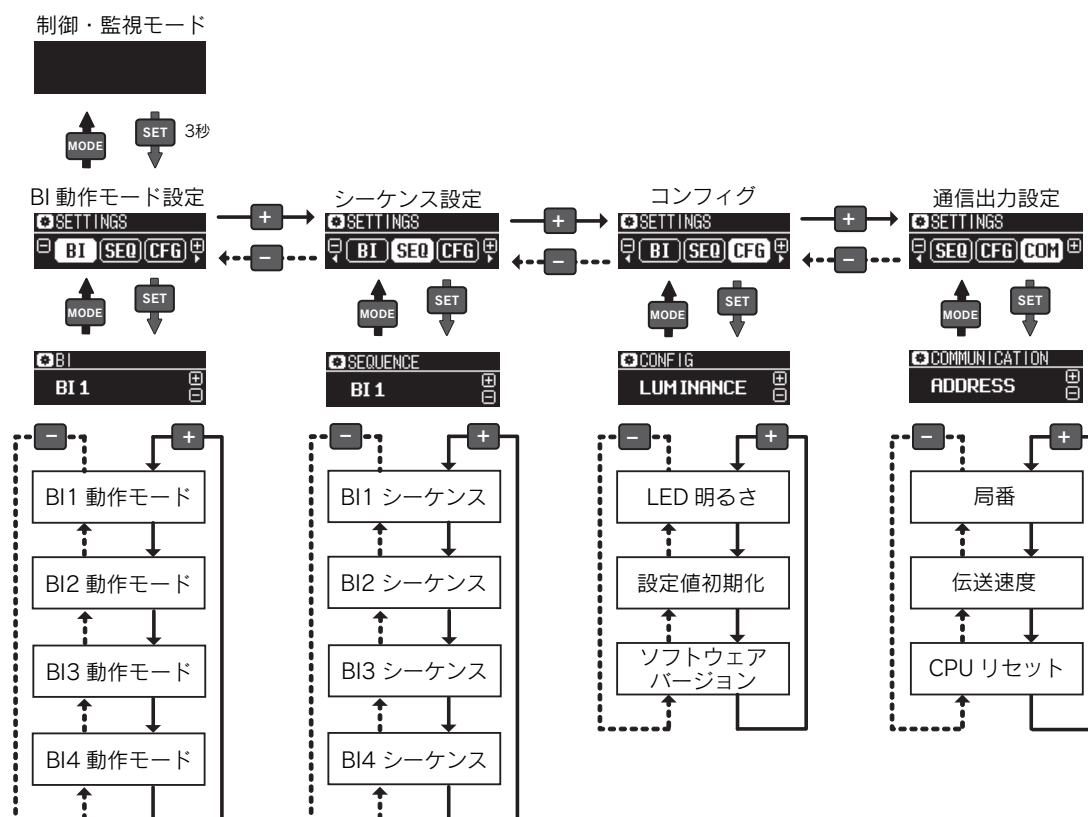 制御・監視モード
MODE
SET
3秒
BI 動作モード設定
シーケンス設定
コンフィグ
通信出力設定
SETTINGS
BI SEQ CFG
+
−
SETTINGS
BI SEQ CFG
+
−
SETTINGS
BI SEQ CFG
+
−
SETTINGS
SEQ CFG COM
MODE
SET
MODE
SET
MODE
SET
MODE
SET
BI
BI 1
SEQUENCE
BI 1
CONFIG
LUMINANCE
COMMUNICATION
ADDRESS
− +
− +
− +
− +
BI1 動作モード
BI2 動作モード
BI3 動作モード
BI4 動作モード
BI1 シーケンス
BI2 シーケンス
BI3 シーケンス
BI4 シーケンス
LED 明るさ
設定値初期化
ソフトウェア
バージョン
局番
伝送速度
CPU リセット